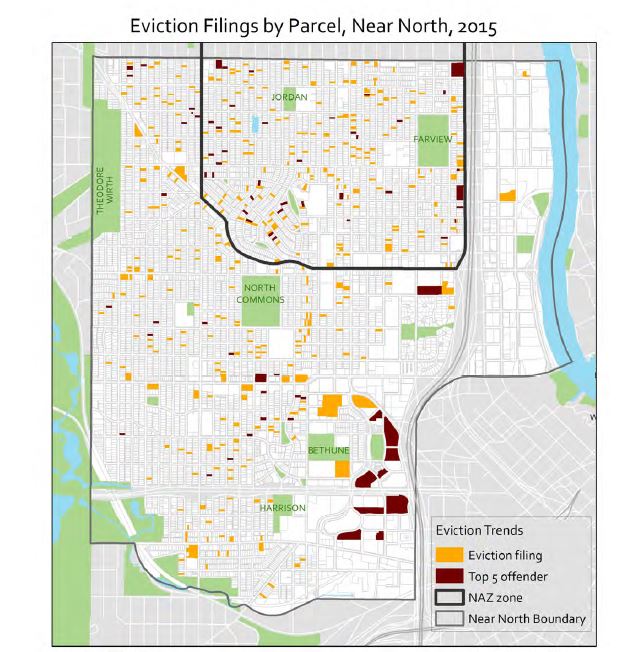 Eviction Filings by Parcel, Near North, 2015
JORDAN
FARVIEW
THEODORE
WIRTH
NORTH
COMMONS
BETHUNE
HARRISON
W
Eviction Trends
Eviction filing
Top 5 offender
NAZ zone
Near North Boundary